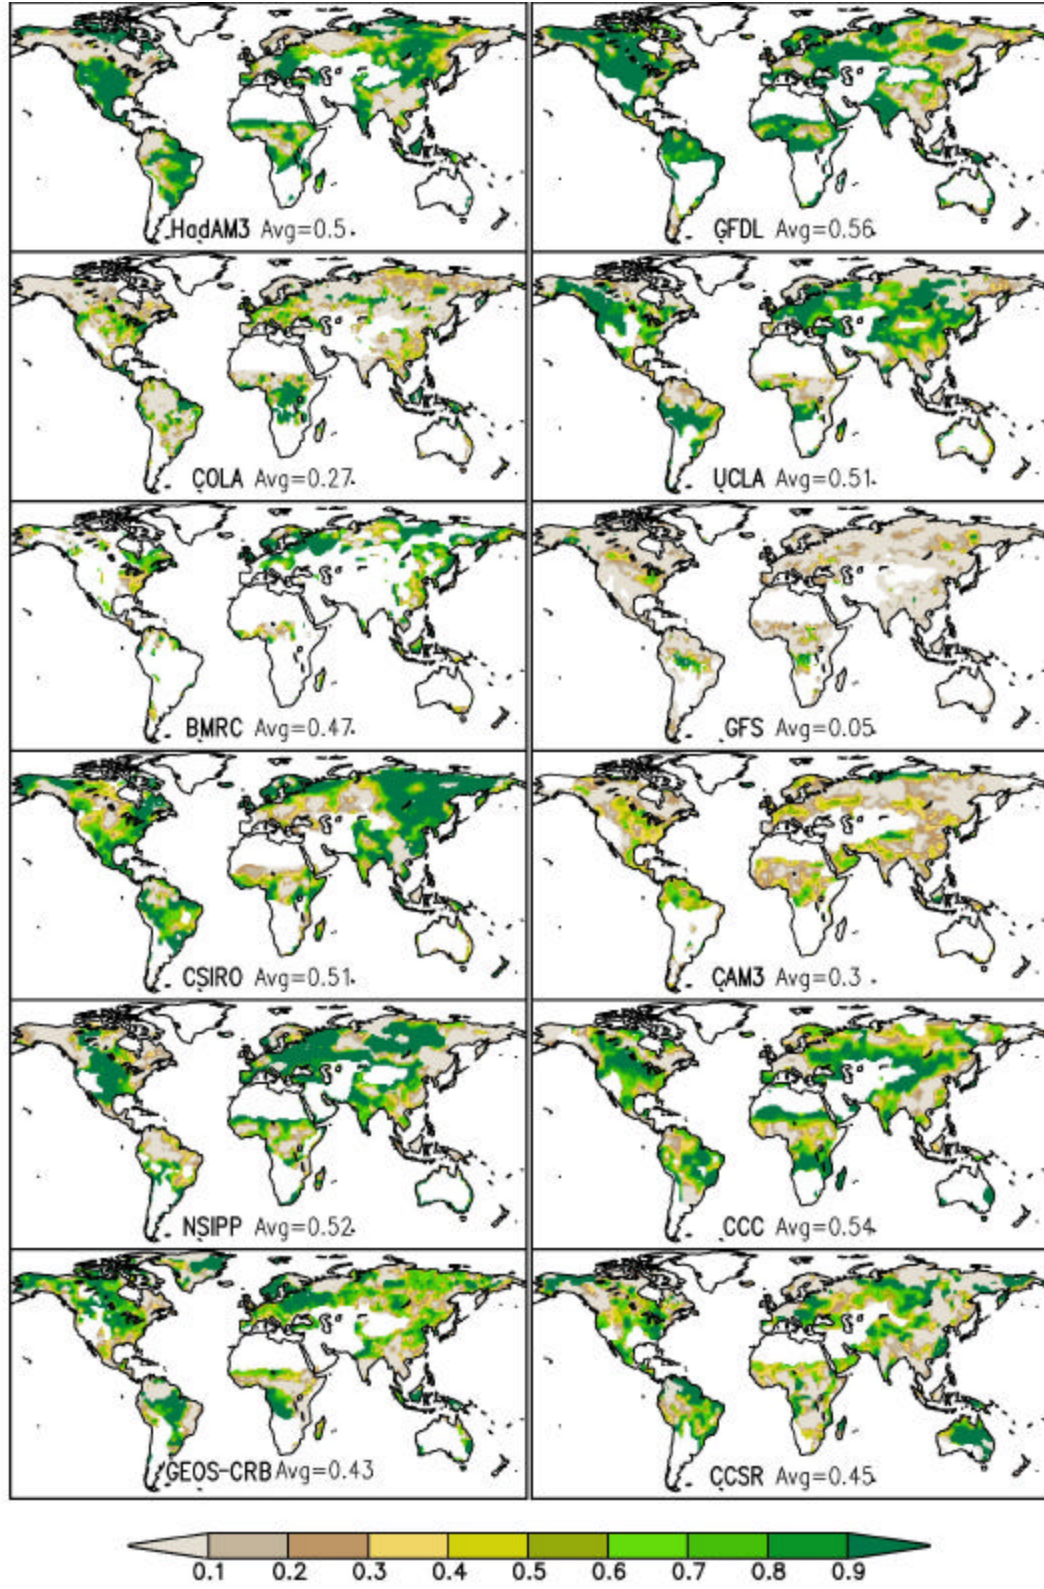 HadAM3 Avg=0.5
GFDL Avg=0.56
COLA Avg=0.27
UCLA Avg=0.51
BMRC Avg=0.47
GFS Avg=0.05
CSIRO Avg=0.51
CAM3 Avg=0.3
NSIPP Avg=0.52
CCC Avg=0.54
GEOS-CRB Avg=0.43
CCSR Avg=0.45
0.1 0.2 0.3 0.4 0.5 0.6 0.7 0.8 0.9